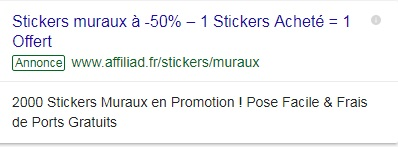 Stickers muraux à -50% – 1 Stickers Acheté = 1
Offert
Annonce www.affiliad.fr/stickers/muraux
2000 Stickers Muraux en Promotion ! Pose Facile & Frais
de Ports Gratuits